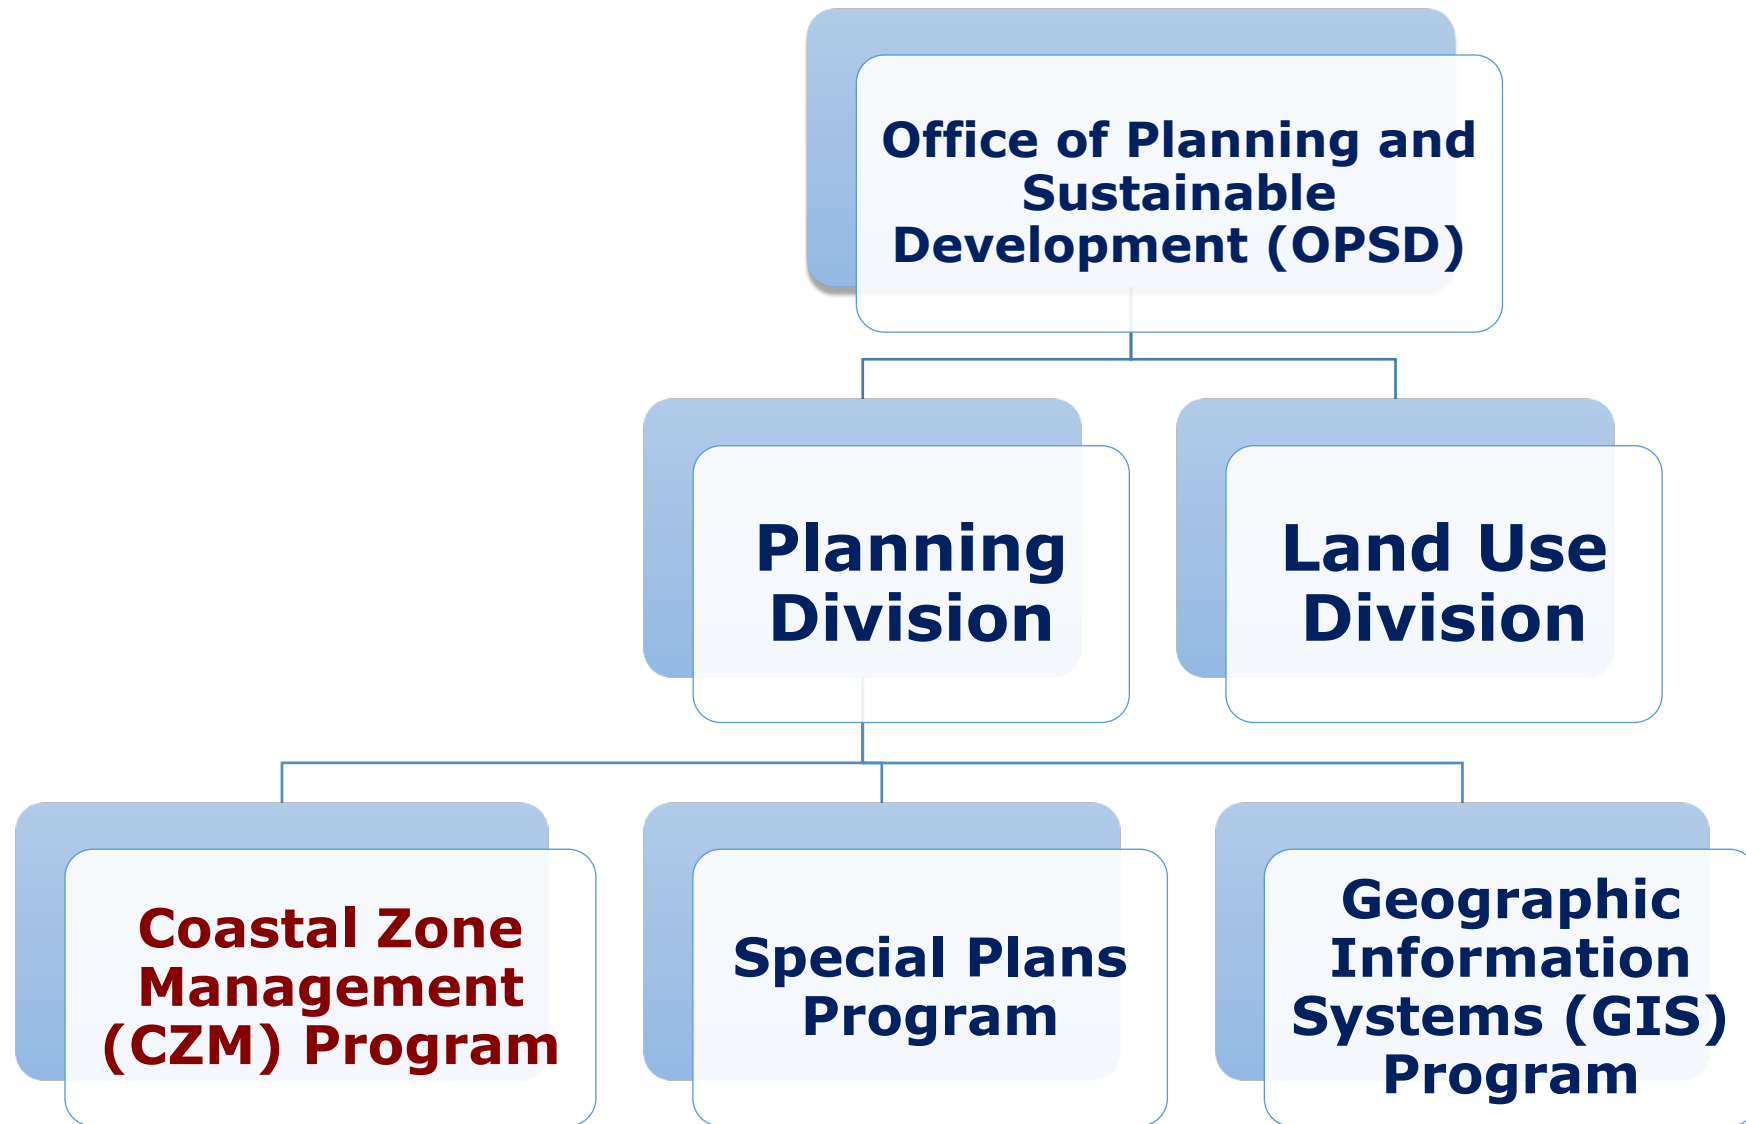 Office of Planning and
Sustainable
Development (OPSD)
Planning
Division
Land Use
Division
Coastal Zone
Management
(CZM) Program
Special Plans
Program
Geographic
Information
Systems (GIS)
Program